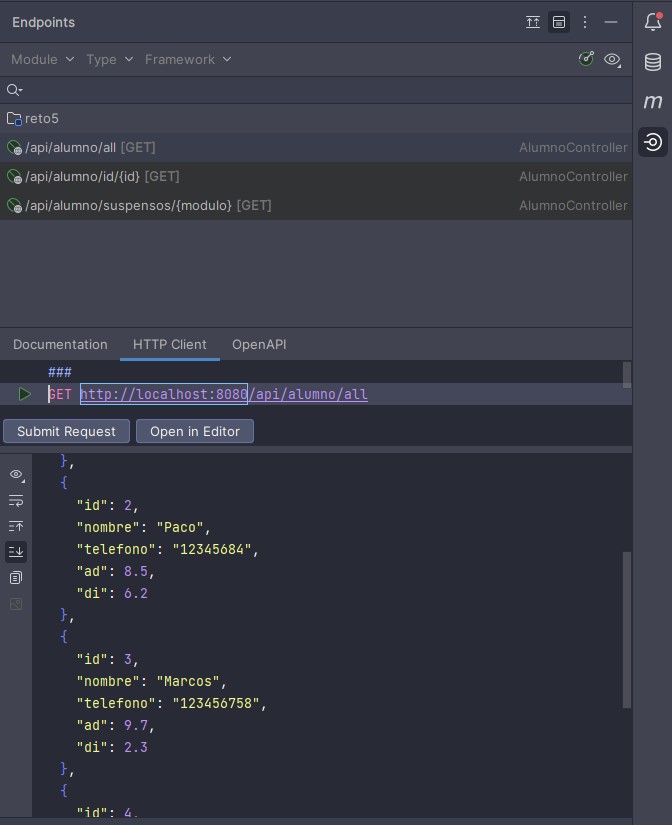 Endpoints
Module Type Framework
reto5
/api/alumno/all [GET] AlumnoController
/api/alumno/id/{id} [GET] AlumnoController
/api/alumno/suspensos/{modulo} [GET] AlumnoController
Documentation HTTP Client OpenAPI
###
GET http://localhost:8080/api/alumno/all
Submit Request Open in Editor
},
{
"id": 2,
"nombre": "Paco",
"telefono": "12345684",
"ad": 8.5,
"di": 6.2
},
{
"id": 3,
"nombre": "Marcos",
"telefono": "123456758",
"ad": 9.7,
"di": 2.3
},
{
"id": 4,
m